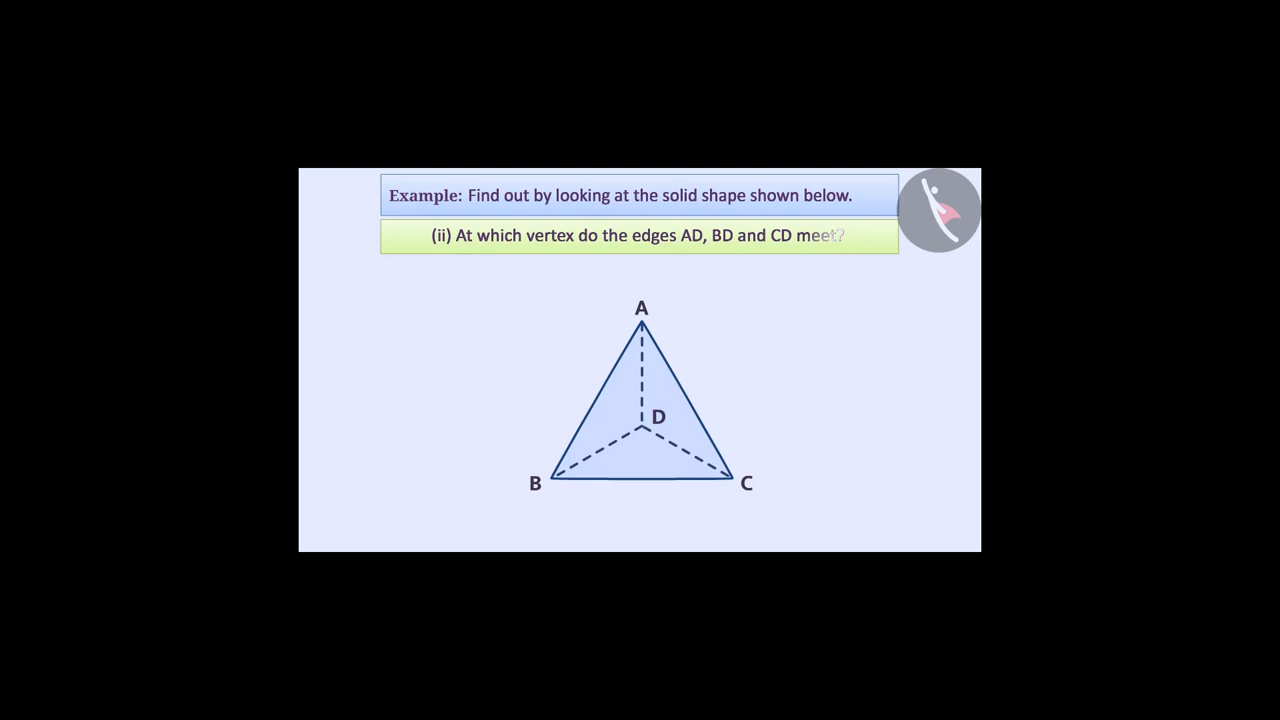 Example: Find out by looking at the solid shape shown below.
(ii) At which vertex do the edges AD, BD and CD meet?
A
D
B
C